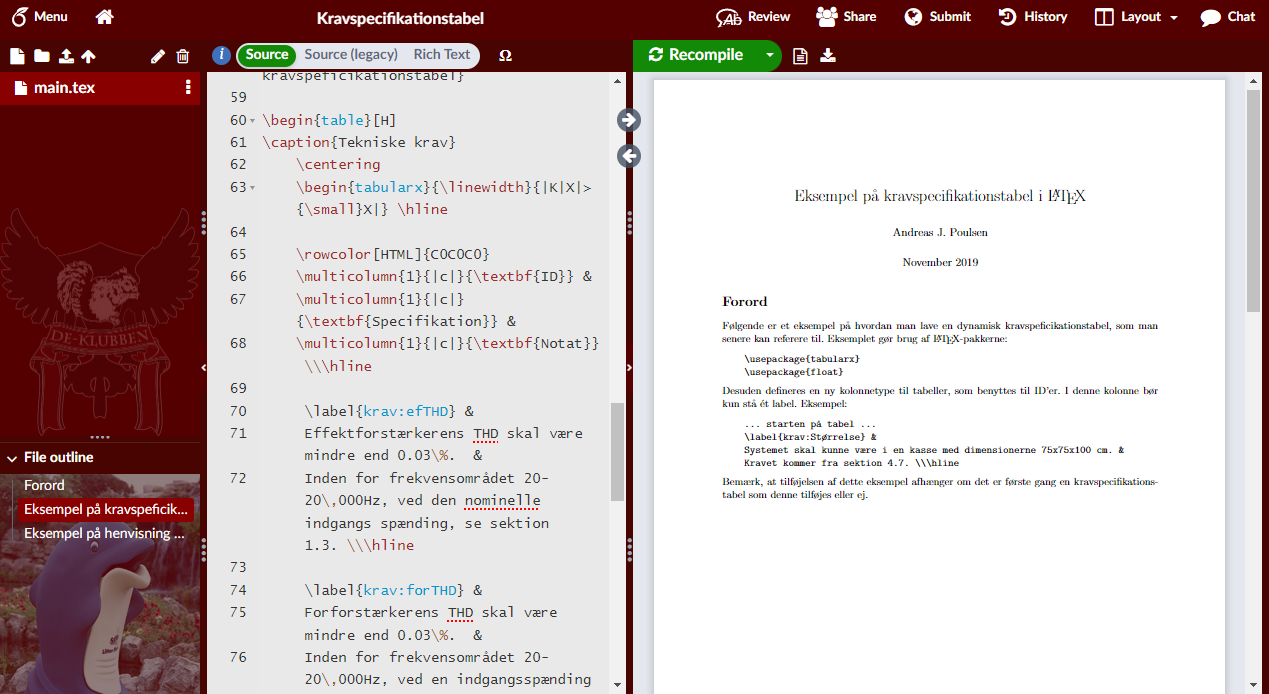 Menu
Kravspecifikationstabel
Review
Share
Submit
History
Layout
Chat
i
Source
Source (legacy)
Rich Text
Ω
Recompile
main.tex
DE-KLUBBEN
File outline
Forord
Eksempel på kravspeficik...
Eksempel på henvisning ...
kravspeficikationstabel}
59
60 \begin{table}[H]
61 \caption{Tekniske krav}
62 \centering
63 \begin{tabularx}{\linewidth}{|K|X|>
{\small}X|} \hline
64
65 \rowcolor[HTML]{C0C0C0}
66 \multicolumn{1}{|c|}{\textbf{ID}} &
67 \multicolumn{1}{|c|}
{\textbf{Specifikation}} &
68 \multicolumn{1}{|c|}{\textbf{Notat}}
\\\hline
69
70 \label{krav:efTHD} &
71 Effektforstærkerens THD skal være
mindre end 0.03\%. &
72 Inden for frekvensområdet 20-
20\,000Hz, ved den nominelle
indgangs spænding, se sektion
1.3. \\\hline
73
74 \label{krav:forTHD} &
75 Forforstærkerens THD skal være
mindre end 0.03\%. &
76 Inden for frekvensområdet 20-
20\,000Hz, ved en indgangsspænding
Eksempel på kravspecifikationstabel i LATEX
Andreas J. Poulsen
November 2019
Forord
Følgende er et eksempel på hvordan man lave en dynamisk kravspeficikationstabel, som man
senere kan referere til. Eksemplet gør brug af LATEX-pakkerne:
\usepackage{tabularx}
\usepackage{float}
Desuden defineres en ny kolonnetype til tabeller, som benyttes til ID'er. I denne kolonne bør
kun stå ét label. Eksempel:
... starten på tabel ...
\label{krav:Størrelse} &
Systemet skal kunne være i en kasse med dimensionerne 75x75x100 cm. &
Kravet kommer fra sektion 4.7. \\\hline
Bemærk, at tilføjelsen af dette eksempel afhænger om det er første gang en kravspecifikations-
tabel som denne tilføjes eller ej.